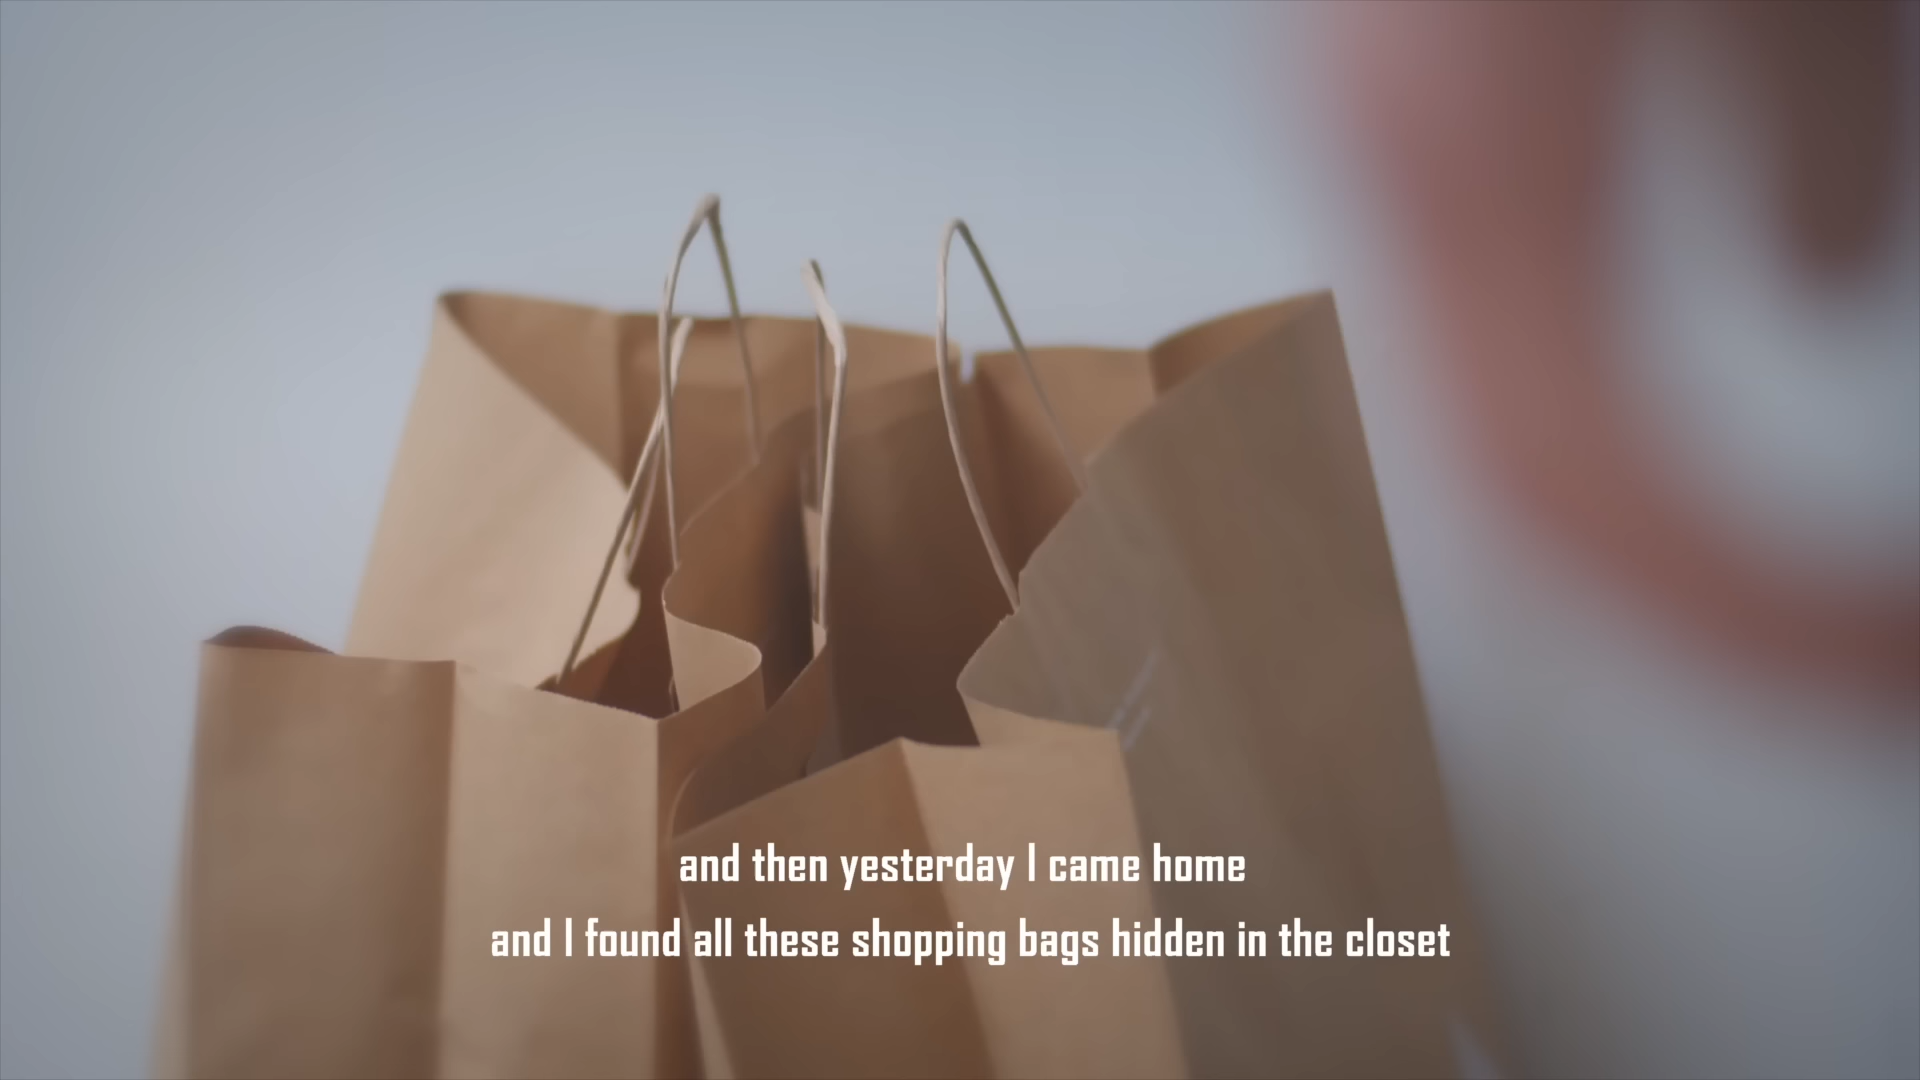 and then yesterday I came home
and I found all these shopping bags hidden in the closet